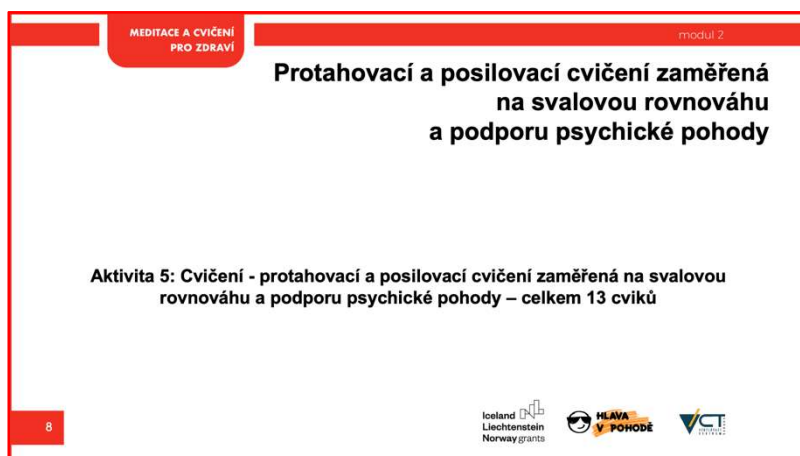 MEDITACE A CVIČENÍ
PRO ZDRAVÍ
modul 2
Protahovací a posilovací cvičení zaměřená
na svalovou rovnováhu
a podporu psychické pohody
Aktivita 5: Cvičení - protahovací a posilovací cvičení zaměřená na svalovou
rovnováhu a podporu psychické pohody – celkem 13 cviků
8
Iceland
Liechtenstein
Norway grants
HLAVA
V POHODĚ
VCT